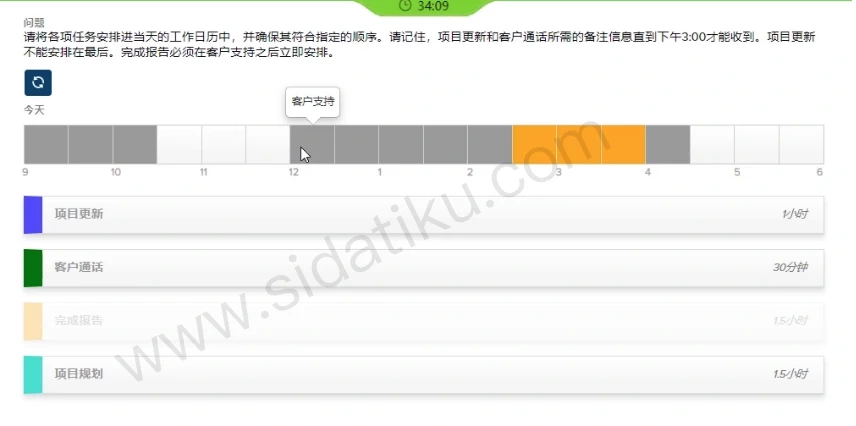 34:09
问题
请将各项任务安排进当天的工作日历中，并确保其符合指定的顺序。请记住，项目更新和客户通话所需的备注信息直到下午3:00才能收到。项目更新
不能安排在最后。完成报告必须在客户支持之后立即安排。
今天
客户支持
9 10 11 12 1 2 3 4 5 6
项目更新 1小时
客户通话 30分钟
完成报告 1.5小时
项目规划 1.5小时
www.sidatiku.com